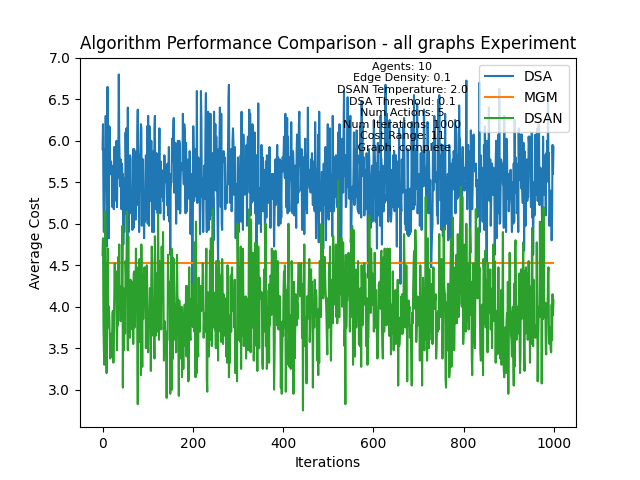 Algorithm Performance Comparison - all graphs Experiment
Agents: 10
Edge Density: 0.1
DSAN Temperature: 2.0
DSA Threshold: 0.1
Num Actions: 5
Num Iterations: 1000
Cost Range: 11
Graph: complete
DSA
MGM
DSAN
Average Cost
7.0
6.5
6.0
5.5
5.0
4.5
4.0
3.5
3.0
0
200
400
600
800
1000
Iterations